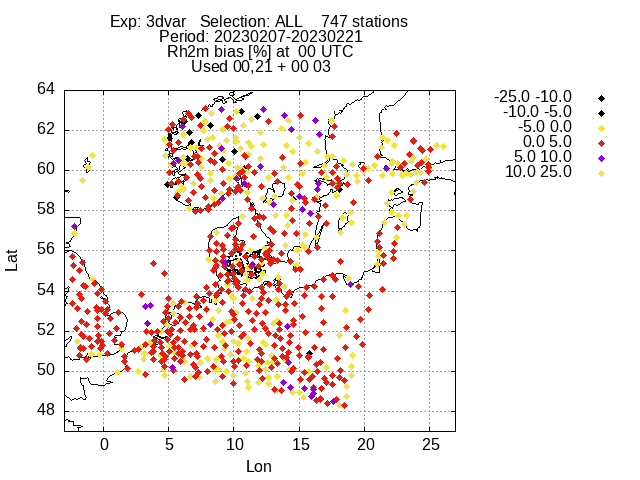 Exp: 3dvar Selection: ALL 747 stations
Period: 20230207-20230221
Rh2m bias [%] at 00 UTC
Used 00,21 + 00 03
-25.0 -10.0
-10.0 -5.0
-5.0 0.0
0.0 5.0
5.0 10.0
10.0 25.0
64
62
60
58
56
54
52
50
48
Lat
0 5 10 15 20 25
Lon